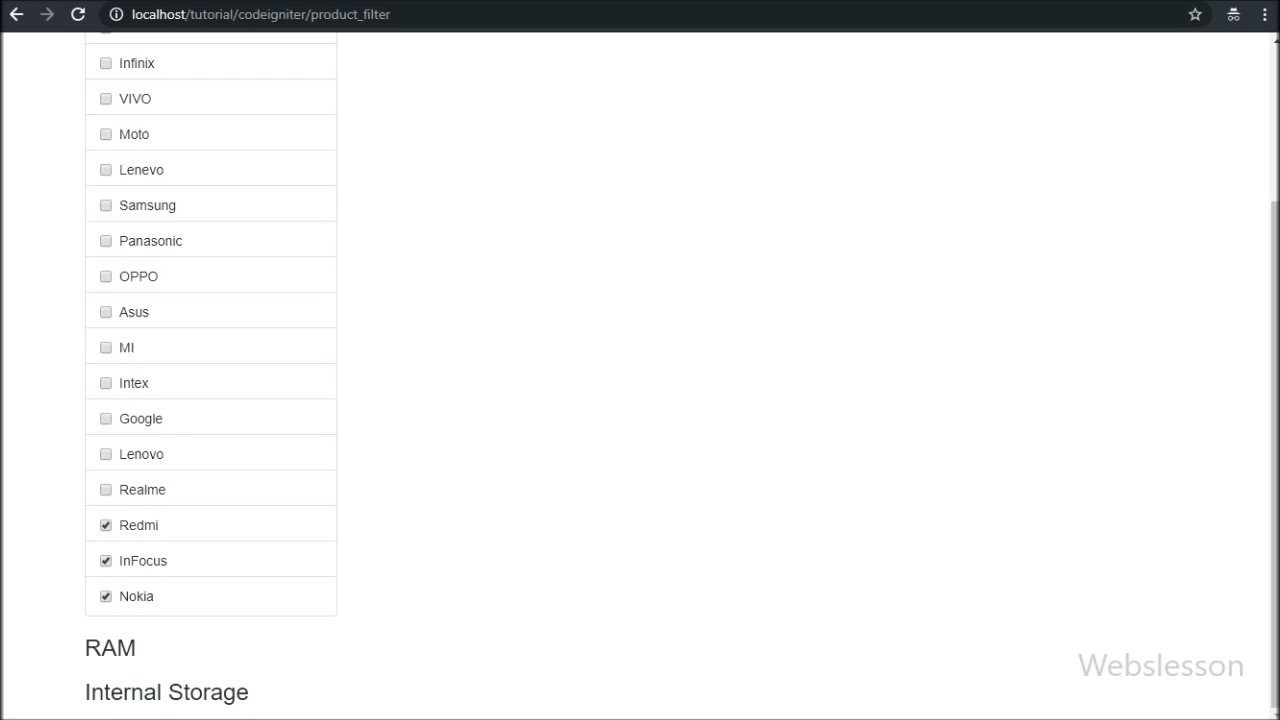 localhost/tutorial/codeigniter/product_filter
Infinix
VIVO
Moto
Lenevo
Samsung
Panasonic
OPPO
Asus
MI
Intex
Google
Lenovo
Realme
Redmi
InFocus
Nokia
RAM
Internal Storage
Webslesson